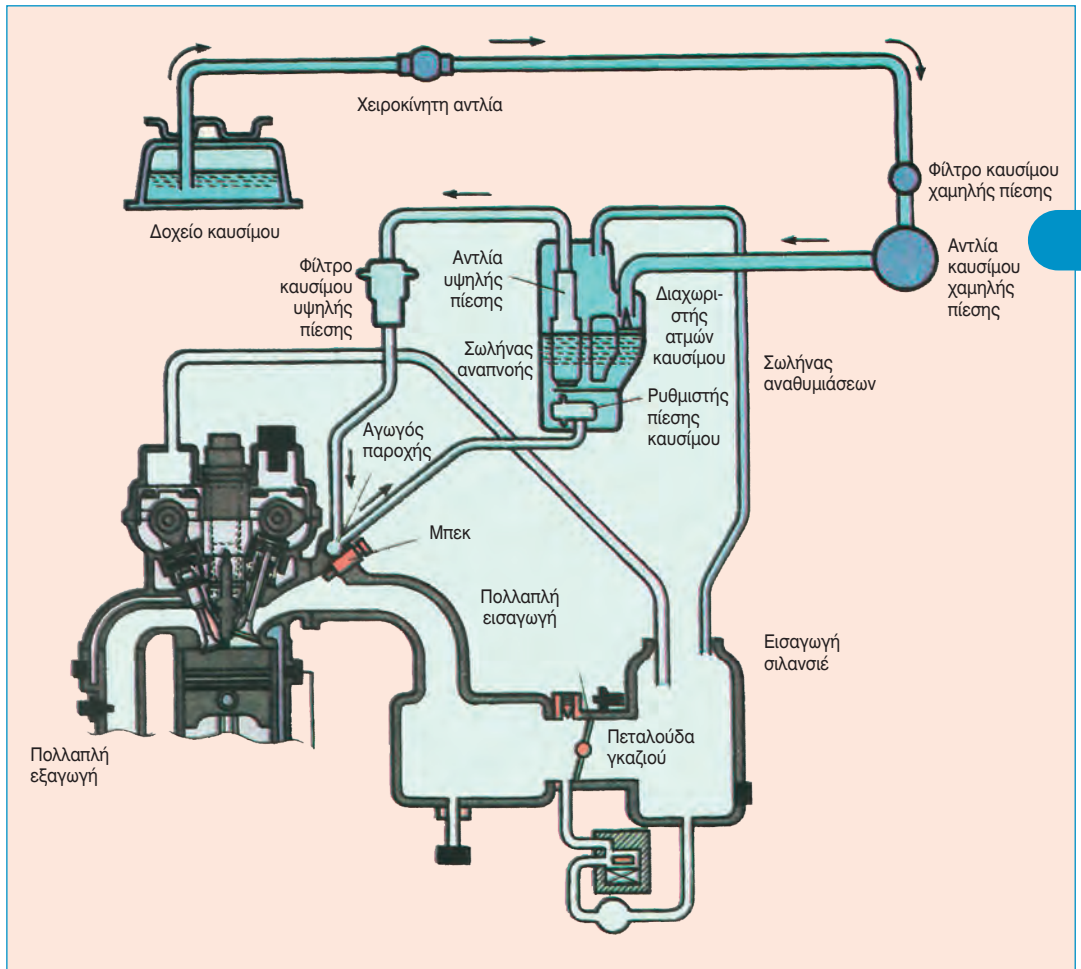 Χειροκίνητη αντλία
Φίλτρο καυσίμου
χαμηλής πίεσης
Δοχείο καυσίμου
Αντλία
καυσίμου
χαμηλής
πίεσης
Φίλτρο
καυσίμου
υψηλής
πίεσης
Αντλία
υψηλής
πίεσης
Διαχωρι-
στής
ατμών
καυσίμου
Σωλήνας
αναπνοής
Σωλήνας
αναθυμιάσεων
Ρυθμιστής
πίεσης
καυσίμου
Αγωγός
παροχής
Μπεκ
Πολλαπλή
εισαγωγή
Εισαγωγή
σιλανσιέ
Πεταλούδα
γκαζιού
Πολλαπλή
εξαγωγή